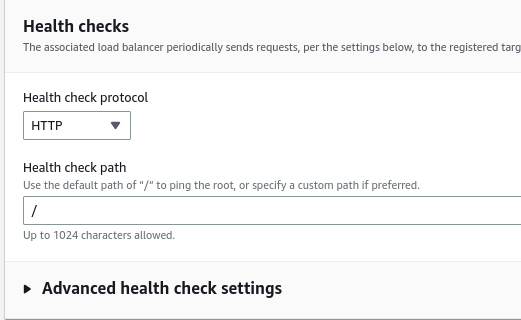 Health checks
The associated load balancer periodically sends requests, per the settings below, to the registered
Health check protocol
HTTP
Health check path
Use the default path of "/" to ping the root, or specify a custom path if preferred.
/
Up to 1024 characters allowed.
Advanced health check settings